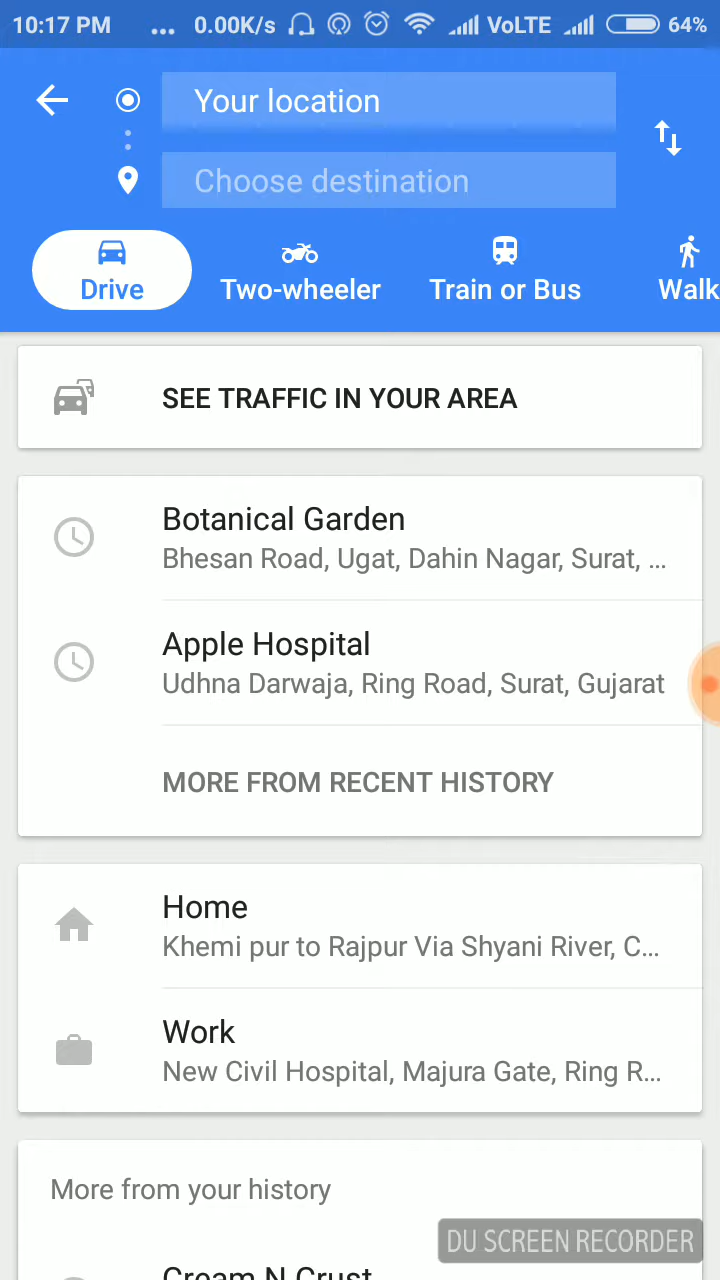 10:17 PM ... 0.00K/s VoLTE 64%
Your location
Choose destination
Drive Two-wheeler Train or Bus Walk
SEE TRAFFIC IN YOUR AREA
Botanical Garden
Bhesan Road, Ugat, Dahin Nagar, Surat, ...
Apple Hospital
Udhna Darwaja, Ring Road, Surat, Gujarat
MORE FROM RECENT HISTORY
Home
Khemi pur to Rajpur Via Shyani River, C...
Work
New Civil Hospital, Majura Gate, Ring R...
More from your history
DU SCREEN RECORDER
Cream N Crust